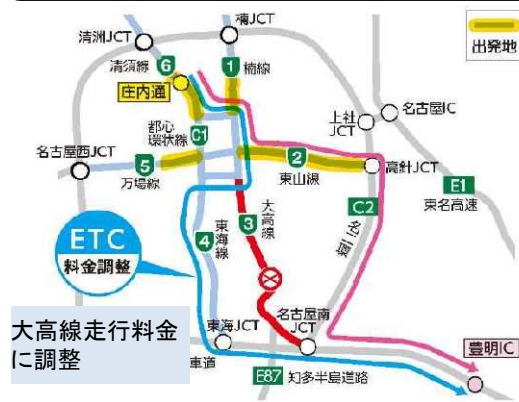 清洲JCT
楠JCT
出発地
清須線
6
1
楠線
庄内通
都心
環状線
C1
上社
JCT
名古屋IC
名古屋西JCT
5
万場線
2
東山線
高針JCT
C2
E1
東名高速
名二環
ETC
料金調整
4
東海線
3
大高線
大高線走行料金
に調整
東海JCT
名古屋南
JCT
車道
E87 知多半島道路
豊明IC